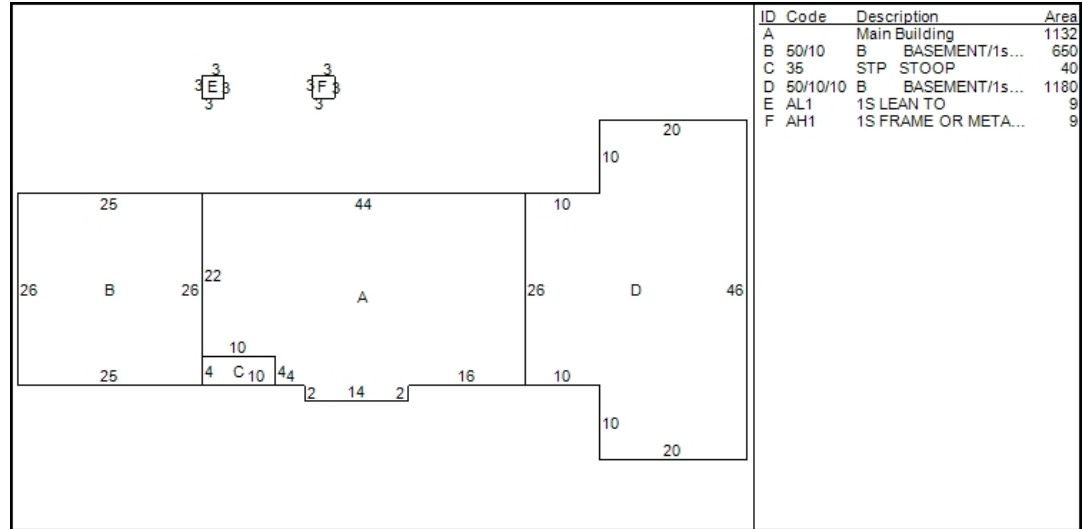 ID Code Description Area
A Main Building 1132
B 50/10 B BASEMENT/1s... 650
C 35 STP STOOP 40
D 50/10/10 B BASEMENT/1s... 1180
E AL1 1S LEAN TO 9
F AH1 1S FRAME OR META... 9
3 3
3 E 3 3 F 3
3 3
20
10
25 44 10
22
26 B 26 A 26 D 46
10
4 C 10 4 4
25 16 10
2 14 2
10
20